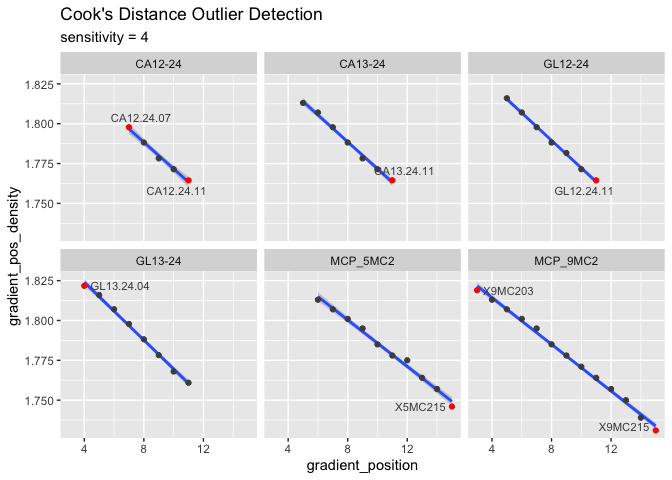 Cook's Distance Outlier Detection
sensitivity = 4
CA12-24 CA13-24 GL12-24
1.825
1.800
1.775
1.750
CA12.24.07
CA12.24.11
CA13.24.11
GL12.24.11
gradient_pos_density
GL13-24 MCP_5MC2 MCP_9MC2
1.825
1.800
1.775
1.750
GL13.24.04
X5MC215
X9MC203
X9MC215
4 8 12 4 8 12 4 8 12
gradient_position